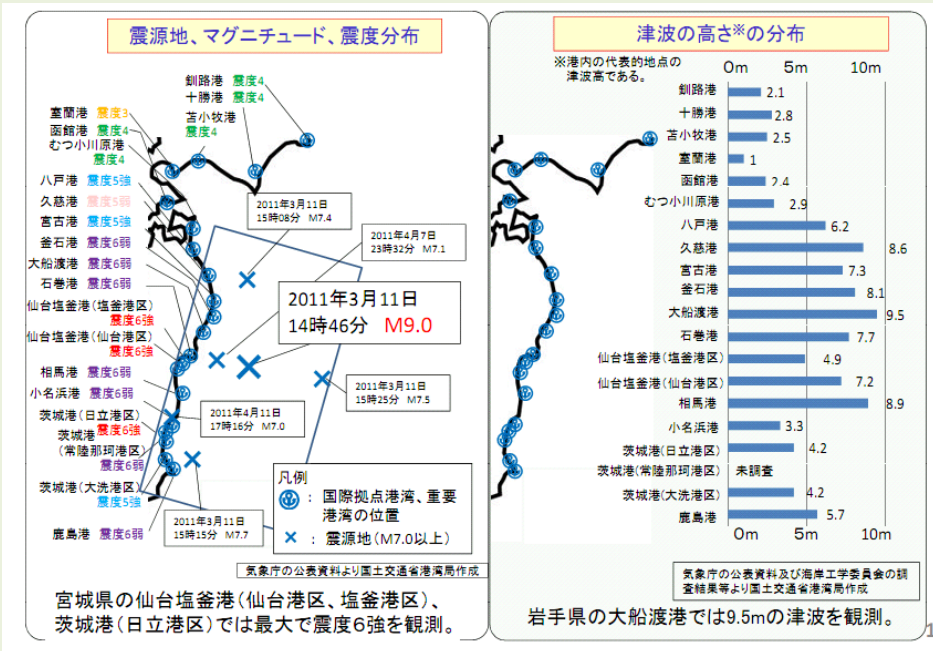 震源地、マグニチュード、震度分布
釧路港 震度4
十勝港 震度4
苫小牧港
震度4
室蘭港 震度3
函館港 震度4
むつ小川原港
震度4
八戸港 震度5強
久慈港 震度5弱
宮古港 震度5強
釜石港 震度6弱
大船渡港 震度6弱
石巻港 震度6弱
仙台塩釜港(塩釜港区)
震度6強
仙台塩釜港(仙台港区)
震度6強
相馬港 震度6弱
小名浜港 震度6弱
茨城港(日立港区)
震度6強
茨城港
(常陸那珂港区)
震度6弱
茨城港(大洗港区)
震度5強
鹿島港 震度6弱
2011年3月11日
15時08分 M7.4
2011年4月7日
23時32分 M7.1
2011年3月11日
14時46分 M9.0
2011年3月11日
15時25分 M7.5
2011年4月11日
17時16分 M7.0
2011年3月11日
15時15分 M7.7
凡例
: 国際拠点港湾、重要
港湾の位置
× : 震源地(M7.0以上)
気象庁の公表資料より国土交通省港湾局作成
宮城県の仙台塩釜港(仙台港区、塩釜港区)、
茨城港(日立港区)では最大で震度6強を観測。
津波の高さ※の分布
※港内の代表的地点の
津波高である。
0m 5m 10m
釧路港 2.1
十勝港 2.8
苫小牧港 2.5
室蘭港 1
函館港 2.4
むつ小川原港 2.9
八戸港 6.2
久慈港 8.6
宮古港 7.3
釜石港 8.1
大船渡港 9.5
石巻港 7.7
仙台塩釜港(塩釜港区) 4.9
仙台塩釜港(仙台港区) 7.2
相馬港 8.9
小名浜港 3.3
茨城港(日立港区) 4.2
茨城港(常陸那珂港区) 未調査
茨城港(大洗港区) 4.2
鹿島港 5.7
0m 5m 10m
気象庁の公表資料及び海岸工学委員会の調
査結果等より国土交通省港湾局作成
岩手県の大船渡港では9.5mの津波を観測。
1